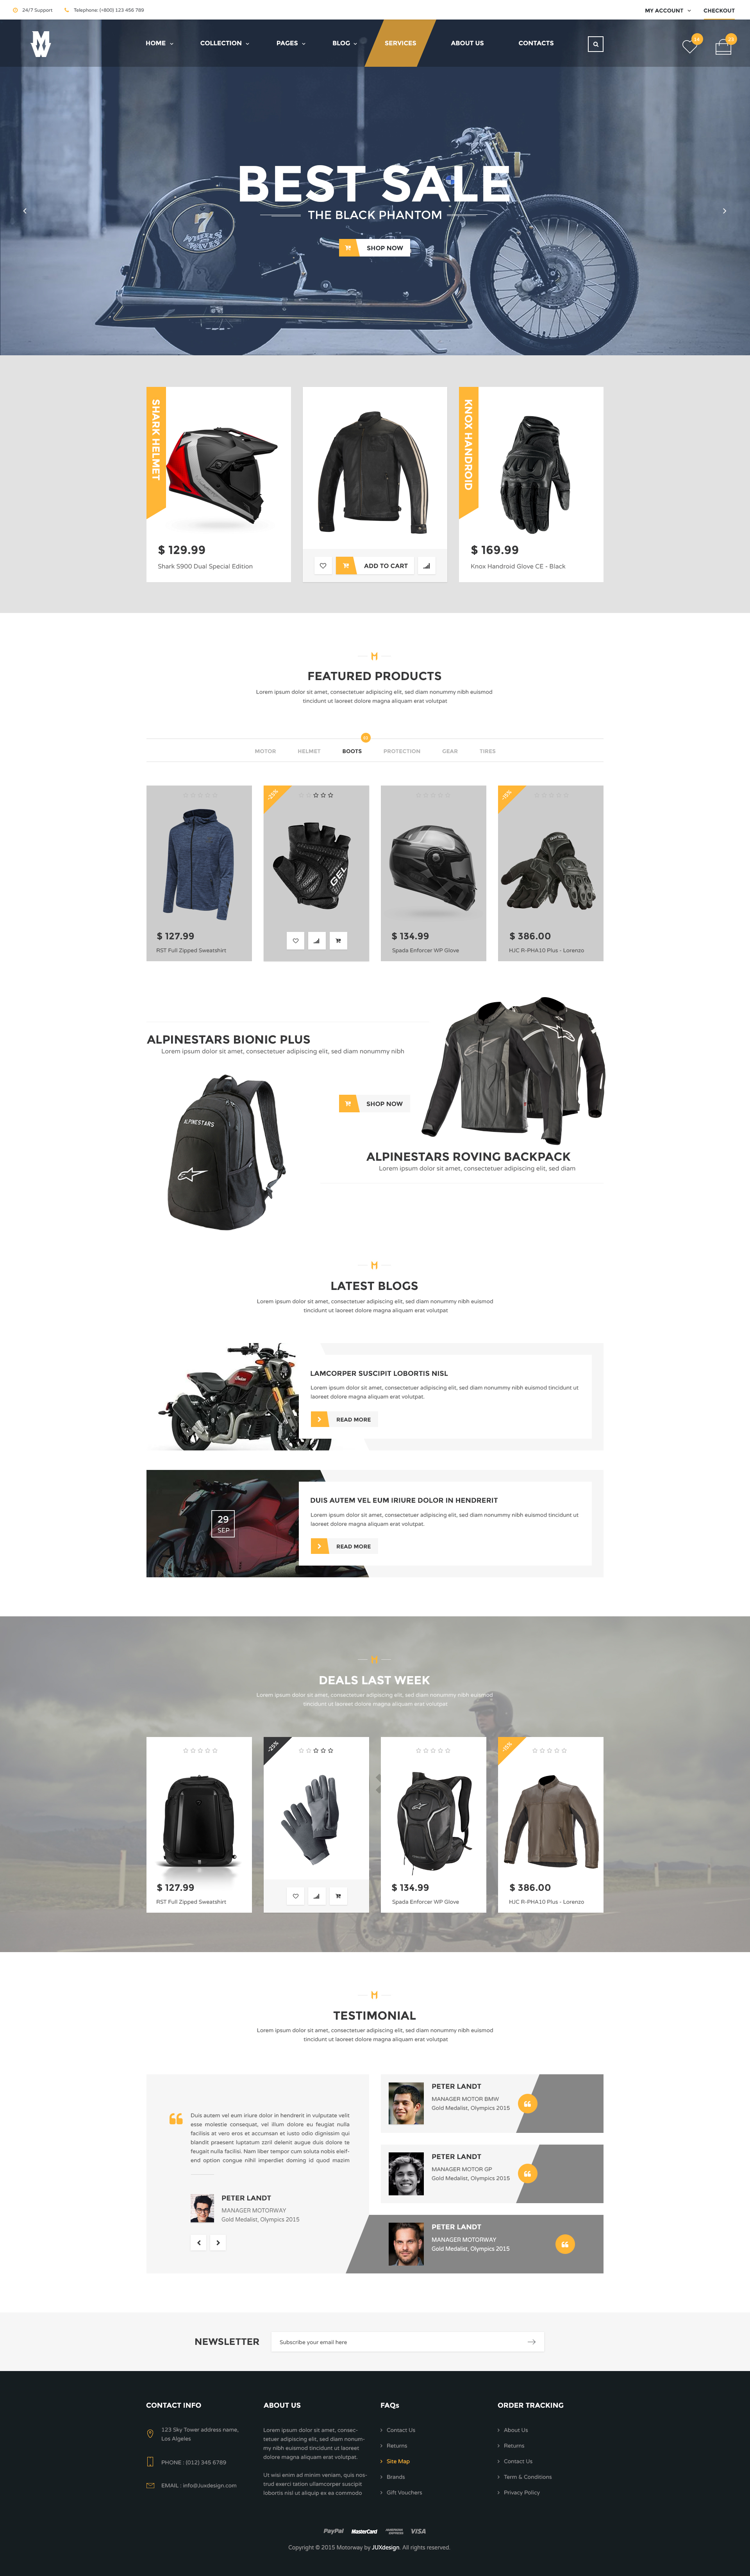 24/7 Support
Telephone: (+800) 123 456 789
MY ACCOUNT
CHECKOUT
HOME
COLLECTION
PAGES
BLOG
SERVICES
ABOUT US
CONTACTS
BEST SALE
THE BLACK PHANTOM
SHOP NOW
SHARK HELMET
$ 129.99
Shark S900 Dual Special Edition
ADD TO CART
KNOX HANDROID
$ 169.99
Knox Handroid Glove CE - Black
FEATURED PRODUCTS
Lorem ipsum dolor sit amet, consectetuer adipiscing elit, sed diam nonummy nibh euismod
tincidunt ut laoreet dolore magna aliquam erat volutpat
MOTOR
HELMET
BOOTS
PROTECTION
GEAR
TIRES
$ 127.99
RST Full Zipped Sweatshirt
-25%
GEL
$ 134.99
Spada Enforcer WP Glove
$ 386.00
HJC R-PHA10 Plus - Lorenzo
ALPINESTARS BIONIC PLUS
Lorem ipsum dolor sit amet, consectetuer adipiscing elit, sed diam nonummy nibh
ALPINESTARS
SHOP NOW
ALPINESTARS ROVING BACKPACK
Lorem ipsum dolor sit amet, consectetuer adipiscing elit, sed diam
LATEST BLOGS
Lorem ipsum dolor sit amet, consectetuer adipiscing elit, sed diam nonummy nibh euismod
tincidunt ut laoreet dolore magna aliquam erat volutpat
LAMCORPER SUSCIPIT LOBORTIS NISL
Lorem ipsum dolor sit amet, consectetuer adipiscing elit, sed diam nonummy nibh euismod tincidunt ut
laoreet dolore magna aliquam erat volutpat.
READ MORE
29
SEP
DUIS AUTEM VEL EUM IRIURE DOLOR IN HENDRERIT
Lorem ipsum dolor sit amet, consectetuer adipiscing elit, sed diam nonummy nibh euismod tincidunt ut
laoreet dolore magna aliquam erat volutpat.
READ MORE
DEALS LAST WEEK
Lorem ipsum dolor sit amet, consectetuer adipiscing elit, sed diam nonummy nibh euismod
tincidunt ut laoreet dolore magna aliquam erat volutpat
$ 127.99
RST Full Zipped Sweatshirt
-25%
$ 134.99
Spada Enforcer WP Glove
$ 386.00
HJC R-PHA10 Plus - Lorenzo
TESTIMONIAL
Lorem ipsum dolor sit amet, consectetuer adipiscing elit, sed diam nonummy nibh euismod
tincidunt ut laoreet dolore magna aliquam erat volutpat
Duis autem vel eum iriure dolor in hendrerit in vulputate velit
esse molestie consequat, vel illum dolore eu feugiat nulla
facilisis at vero eros et accumsan et iusto odio dignissim qui
blandit praesent luptatum zzril delenit augue duis dolore te
feugait nulla facilisi. Nam liber tempor cum soluta nobis eleif-
end option congue nihil imperdiet doming id quod mazim
PETER LANDT
MANAGER MOTORWAY
Gold Medalist, Olympics 2015
PETER LANDT
MANAGER MOTOR BMW
Gold Medalist, Olympics 2015
PETER LANDT
MANAGER MOTOR GP
Gold Medalist, Olympics 2015
PETER LANDT
MANAGER MOTORWAY
Gold Medalist, Olympics 2015
NEWSLETTER
Subscribe your email here
CONTACT INFO
123 Sky Tower address name,
Los Algeles
PHONE : (012) 345 6789
EMAIL : info@Juxdesign.com
ABOUT US
Lorem ipsum dolor sit amet, consec-
tetuer adipiscing elit, sed diam nonum-
my nibh euismod tincidunt ut laoreet
dolore magna aliquam erat volutpat.
Ut wisi enim ad minim veniam, quis nos-
trud exerci tation ullamcorper suscipit
lobortis nisl ut aliquip ex ea commodo
FAQs
Contact Us
Returns
Site Map
Brands
Gift Vouchers
ORDER TRACKING
About Us
Returns
Contact Us
Term & Conditions
Privacy Policy
PayPal
MasterCard
AMERICAN EXPRESS
VISA
Copyright © 2015 Motorway by JUXdesign. All rights reserved.